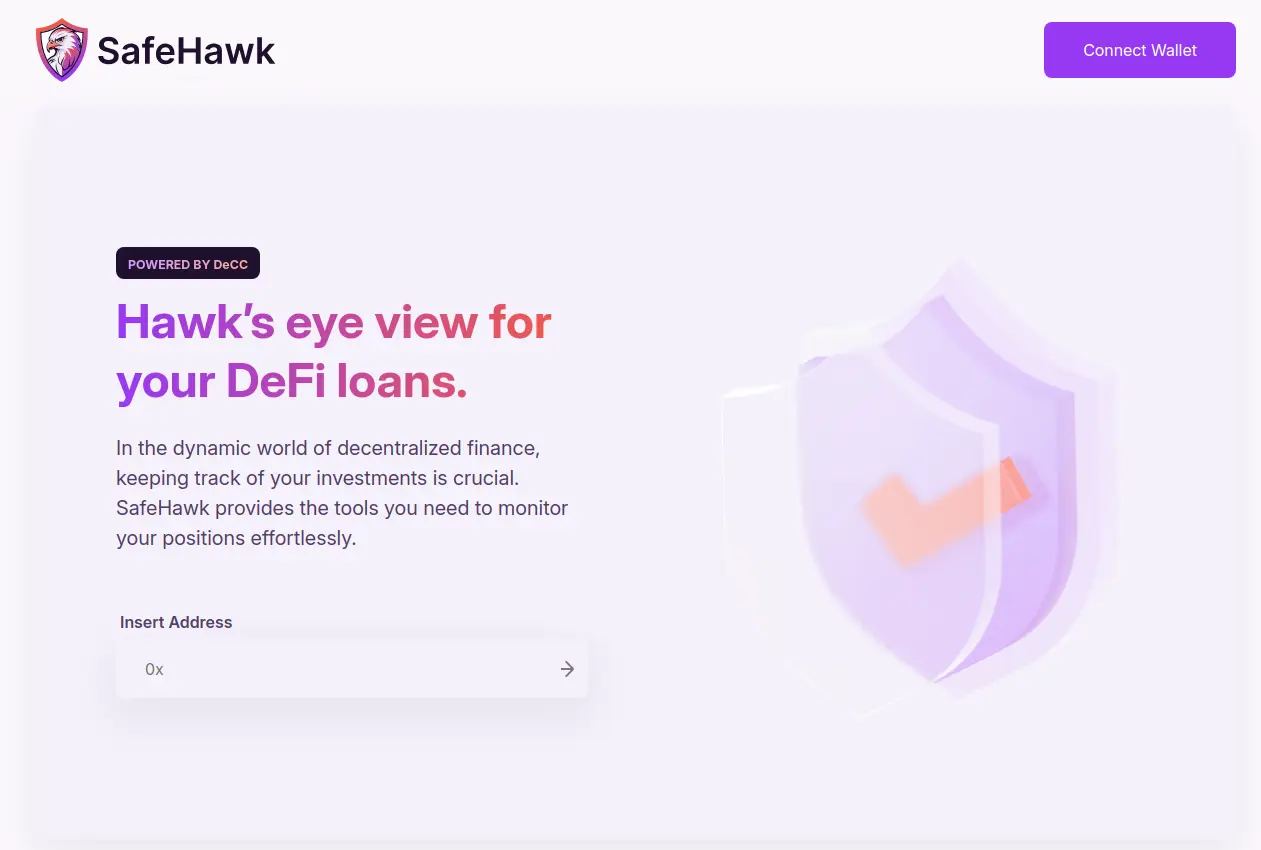 SafeHawk
Connect Wallet
POWERED BY DeCC
Hawk’s eye view for
your DeFi loans.
In the dynamic world of decentralized finance,
keeping track of your investments is crucial.
SafeHawk provides the tools you need to monitor
your positions effortlessly.
Insert Address
0x